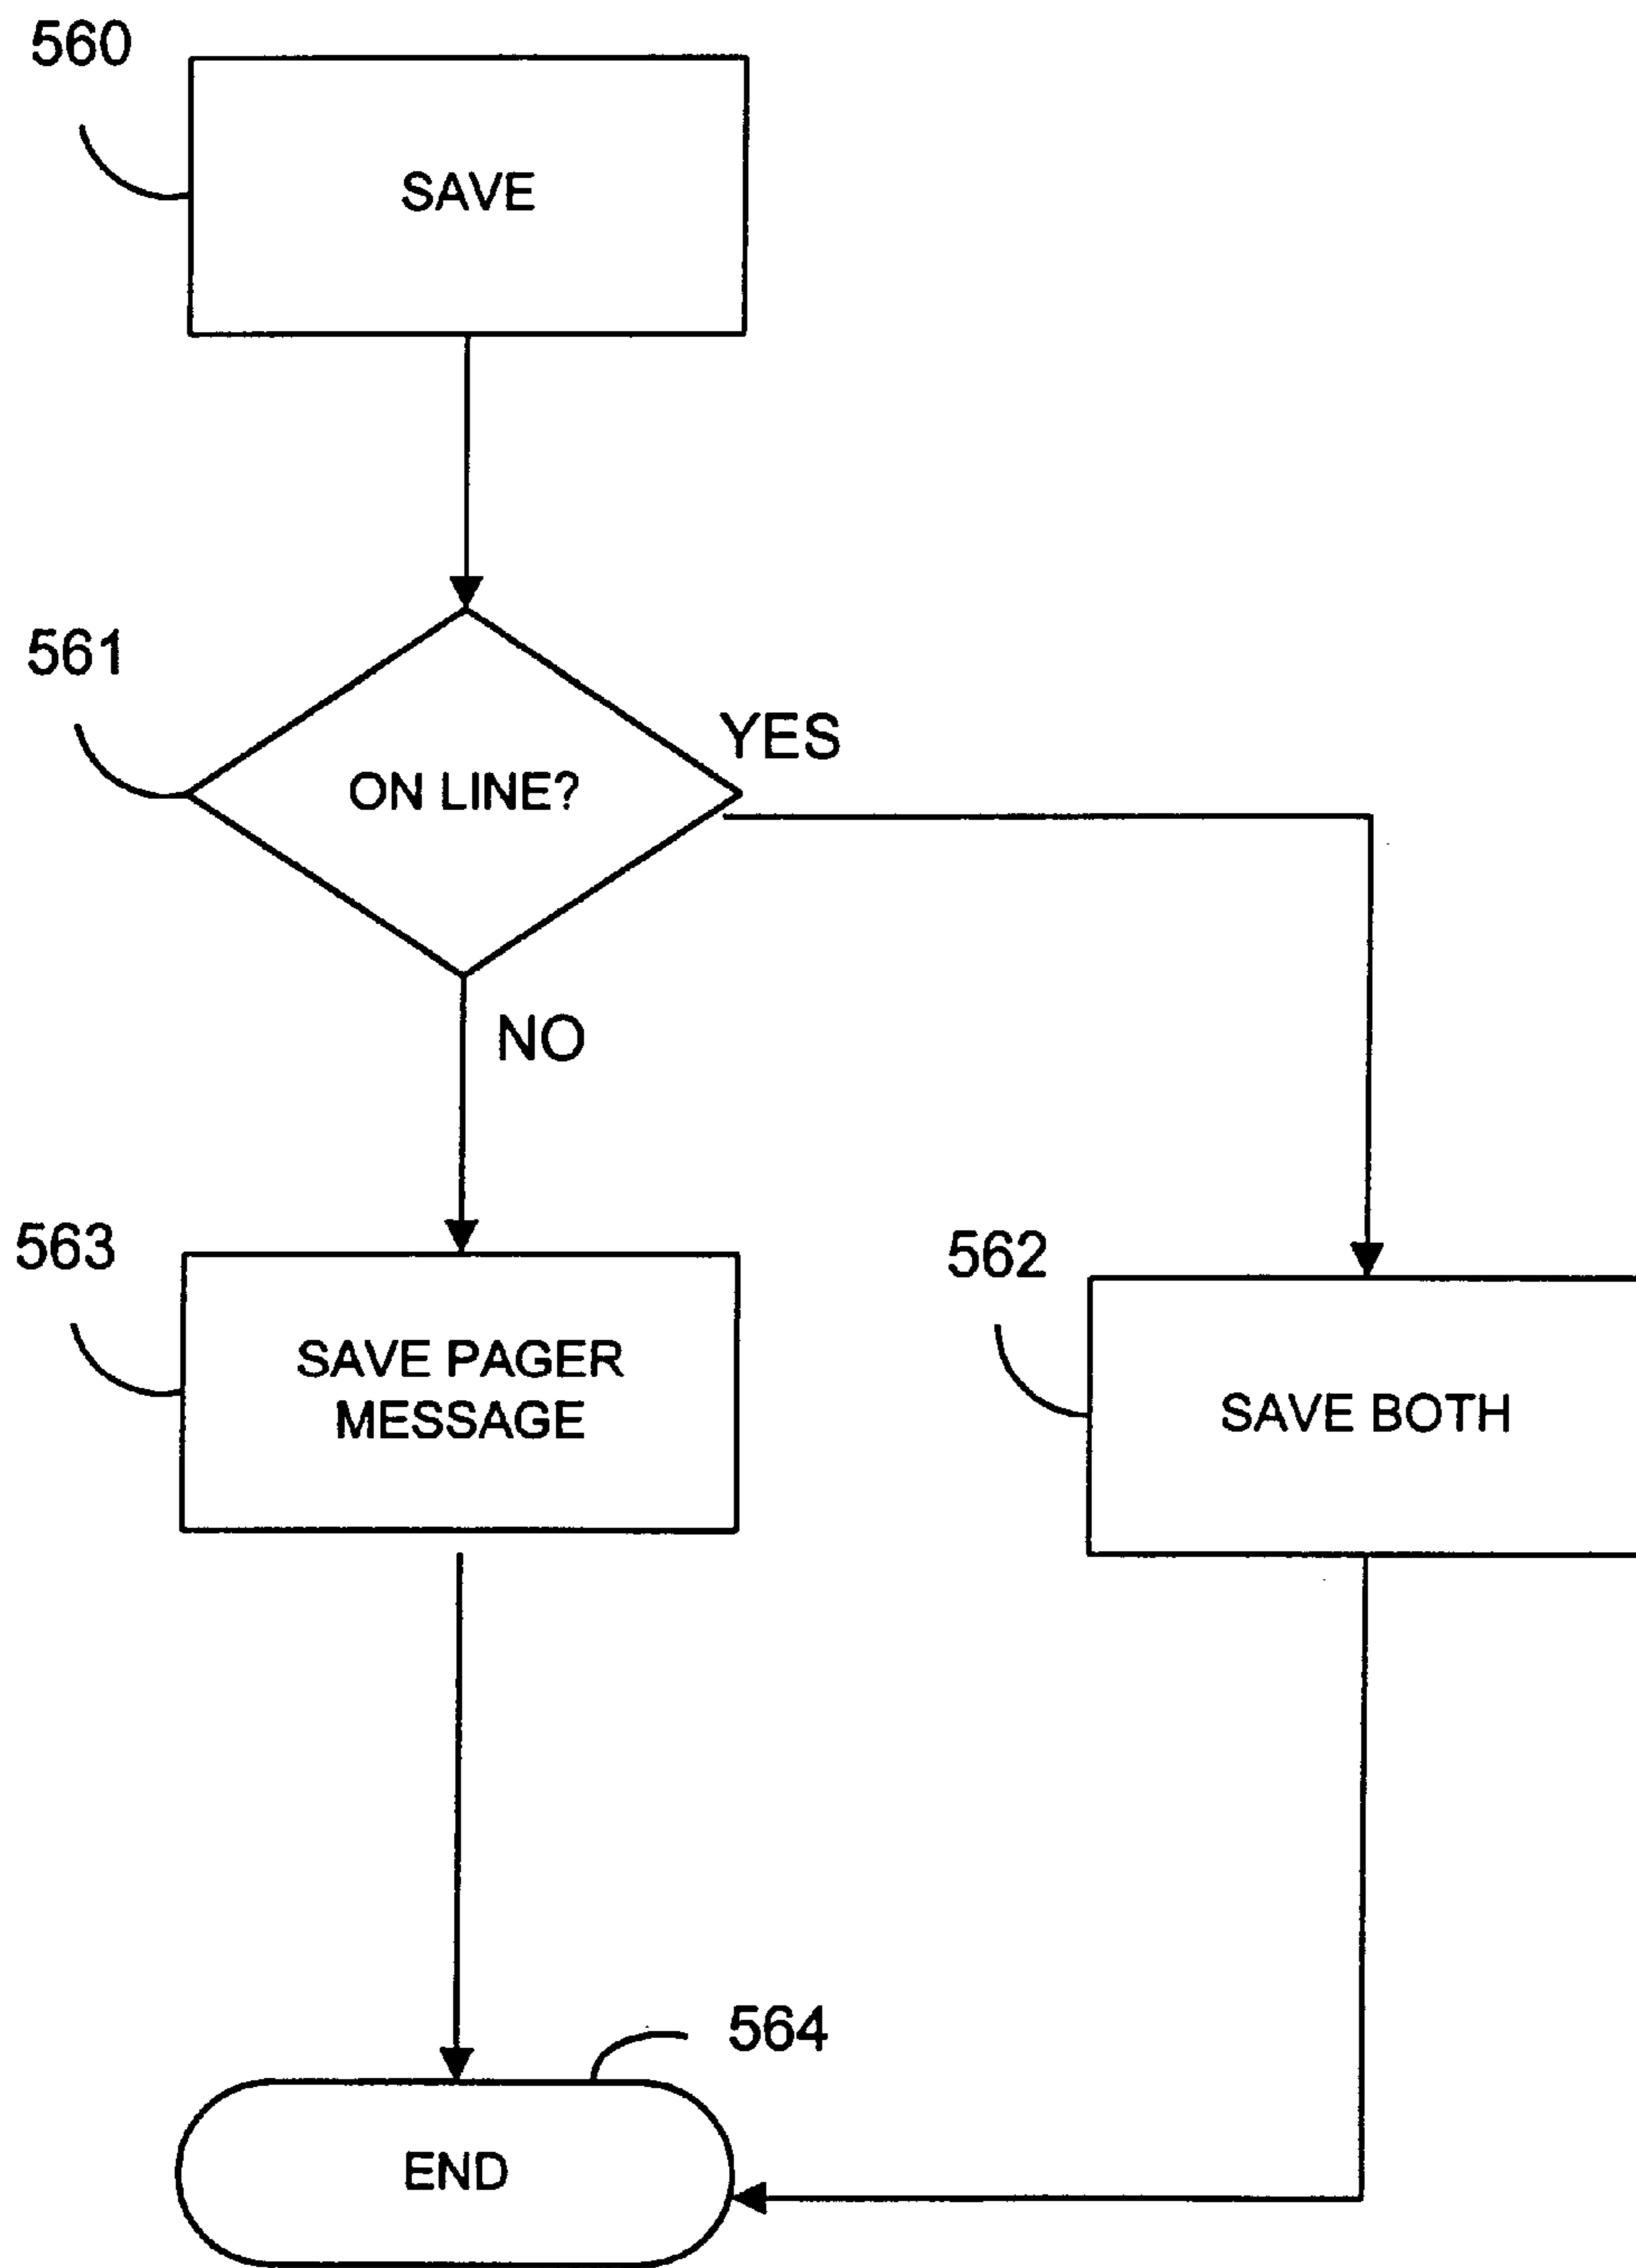 560
SAVE
561
YES
ON LINE?
NO
563
562
SAVE PAGER
MESSAGE
SAVE BOTH
564
END